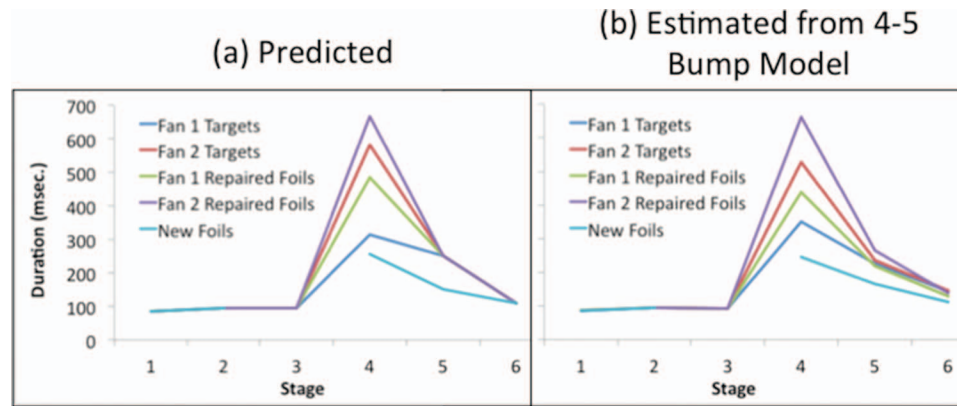 (a) Predicted
(b) Estimated from 4-5
Bump Model
Duration (msec.)
700
600
500
400
300
200
100
0
Fan 1 Targets
Fan 2 Targets
Fan 1 Repaired Foils
Fan 2 Repaired Foils
New Foils
1 2 3 4 5 6
Stage
Fan 1 Targets
Fan 2 Targets
Fan 1 Repaired Foils
Fan 2 Repaired Foils
New Foils
1 2 3 4 5 6
Stage